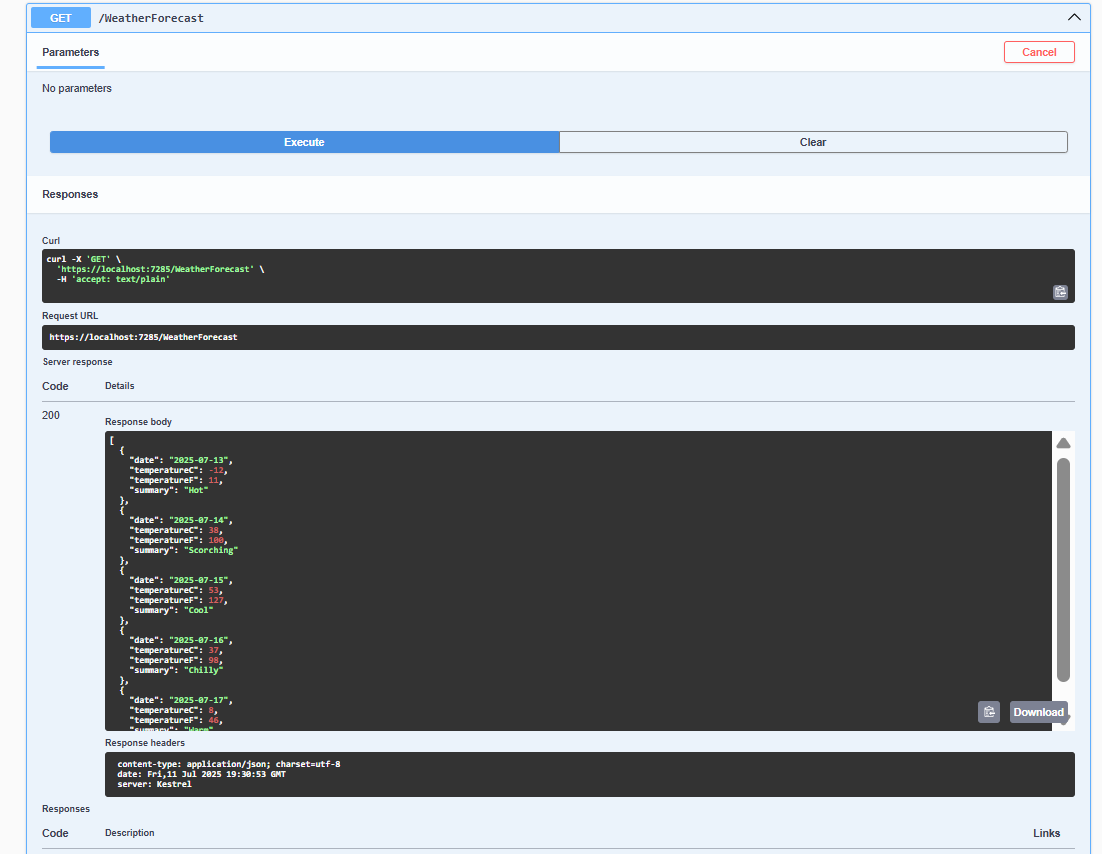 GET /WeatherForecast
Parameters
Cancel
No parameters
Execute
Clear
Responses
Curl
curl -X 'GET' \
'https://localhost:7285/WeatherForecast' \
-H 'accept: text/plain'
Request URL
https://localhost:7285/WeatherForecast
Server response
Code Details
200
Response body
[
{
"date": "2025-07-13",
"temperatureC": -12,
"temperatureF": 11,
"summary": "Hot"
},
{
"date": "2025-07-14",
"temperatureC": 38,
"temperatureF": 100,
"summary": "Scorching"
},
{
"date": "2025-07-15",
"temperatureC": 53,
"temperatureF": 127,
"summary": "Cool"
},
{
"date": "2025-07-16",
"temperatureC": 37,
"temperatureF": 98,
"summary": "Chilly"
},
{
"date": "2025-07-17",
"temperatureC": 8,
"temperatureF": 46,
"summary": "Warm"
Download
Response headers
content-type: application/json; charset=utf-8
date: Fri,11 Jul 2025 19:30:53 GMT
server: Kestrel
Responses
Code Description Links